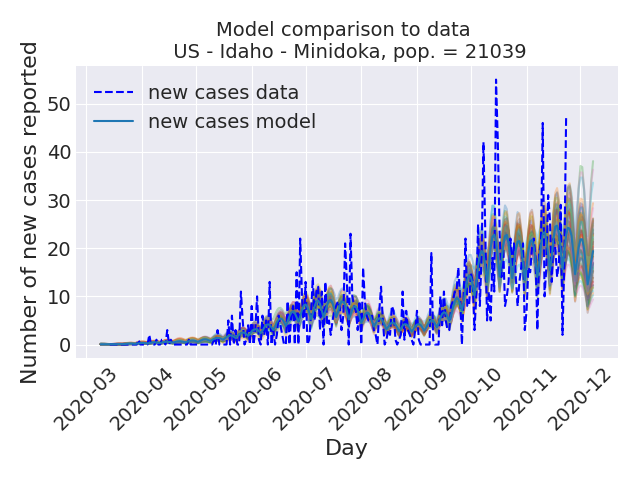 Model comparison to data
US - Idaho - Minidoka, pop. = 21039
new cases data
new cases model
Number of new cases reported
50
40
30
20
10
0
2020-03
2020-04
2020-05
2020-06
2020-07
2020-08
2020-09
2020-10
2020-11
2020-12
Day